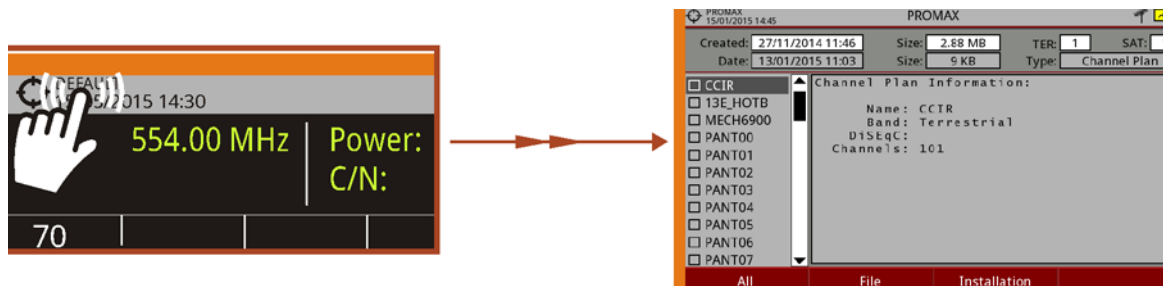 DEFAULT
2015 14:30
554.00 MHz
Power:
C/N:
70
PROMAX
15/01/2015 14:45
PROMAX
Created: 27/11/2014 11:46 Size: 2.88 MB TER: 1 SAT:
Date: 13/01/2015 11:03 Size: 9 KB Type: Channel Plan
CCIR
13E_HOTB
MECH6900
PANT00
PANT01
PANT02
PANT03
PANT04
PANT05
PANT06
PANT07
Channel Plan Information:
Name: CCIR
Band: Terrestrial
DiSEqC:
Channels: 101
All File Installation